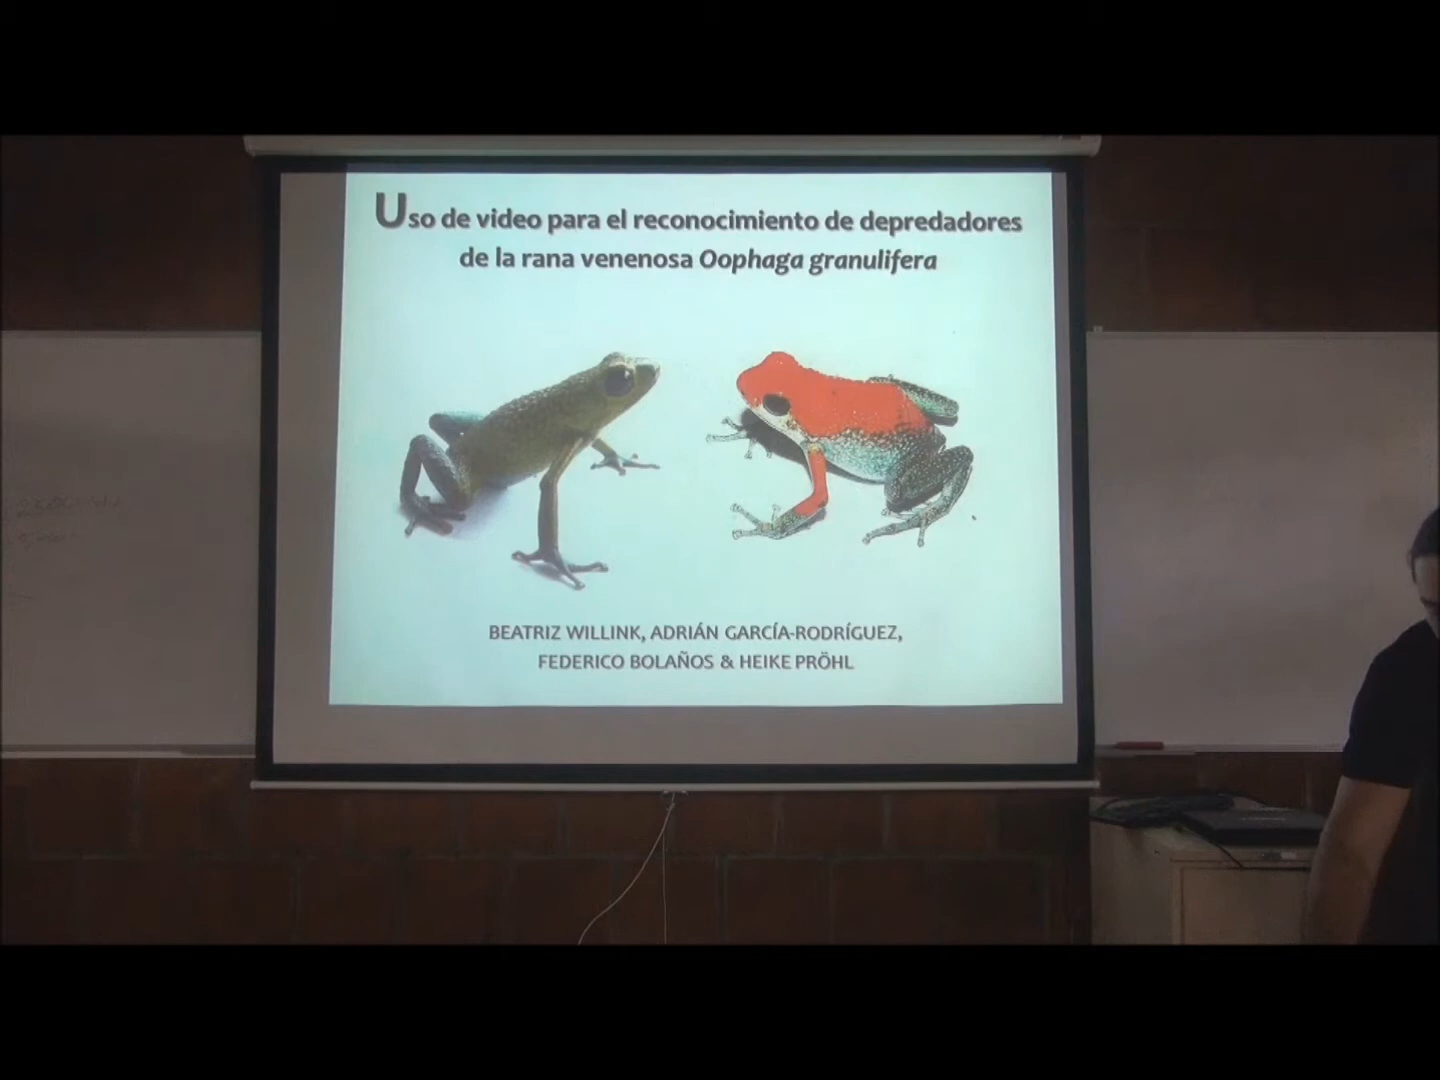 Uso de video para el reconocimiento de depredadores
de la rana venenosa Oophaga granulifera
BEATRIZ WILLINK, ADRIÁN GARCÍA-RODRÍGUEZ,
FEDERICO BOLAÑOS & HEIKE PRÖHL